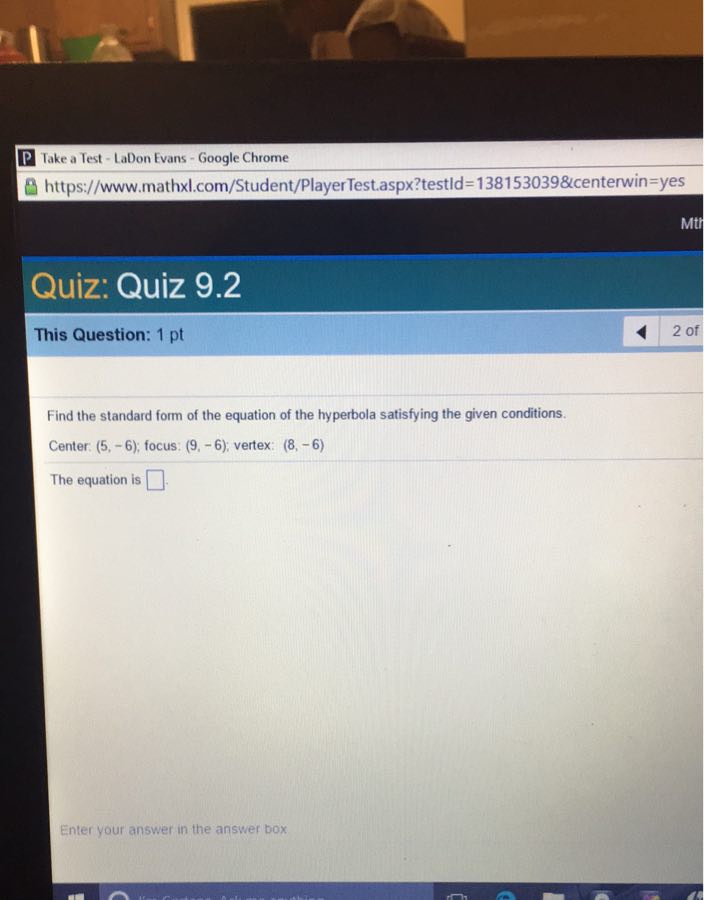 P Take a Test - LaDon Evans - Google Chrome
https://www.mathxl.com/Student/PlayerTest.aspx?testId=138153039&centerwin=yes
Mth
Quiz: Quiz 9.2
This Question: 1 pt
2 of
Find the standard form of the equation of the hyperbola satisfying the given conditions.
Center: (5, −6); focus: (9, −6); vertex: (8, −6)
The equation is .
Enter your answer in the answer box.